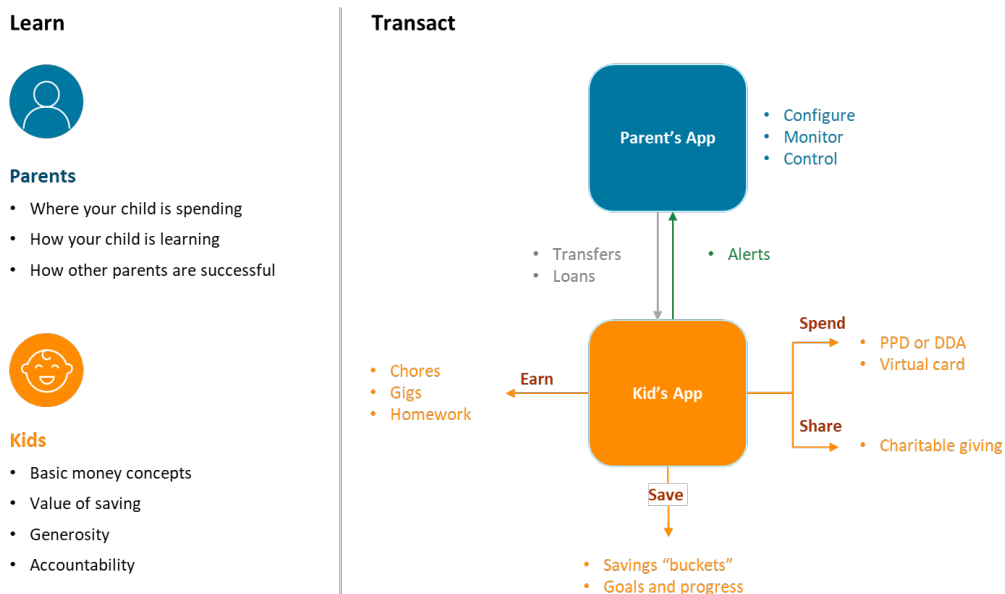 Learn
Parents
• Where your child is spending
• How your child is learning
• How other parents are successful
Kids
• Basic money concepts
• Value of saving
• Generosity
• Accountability
Transact
Parent's App
• Configure
• Monitor
• Control
• Transfers
• Loans
• Alerts
Kid's App
Earn
• Chores
• Gigs
• Homework
Spend
• PPD or DDA
• Virtual card
Share
• Charitable giving
Save
• Savings “buckets”
• Goals and progress